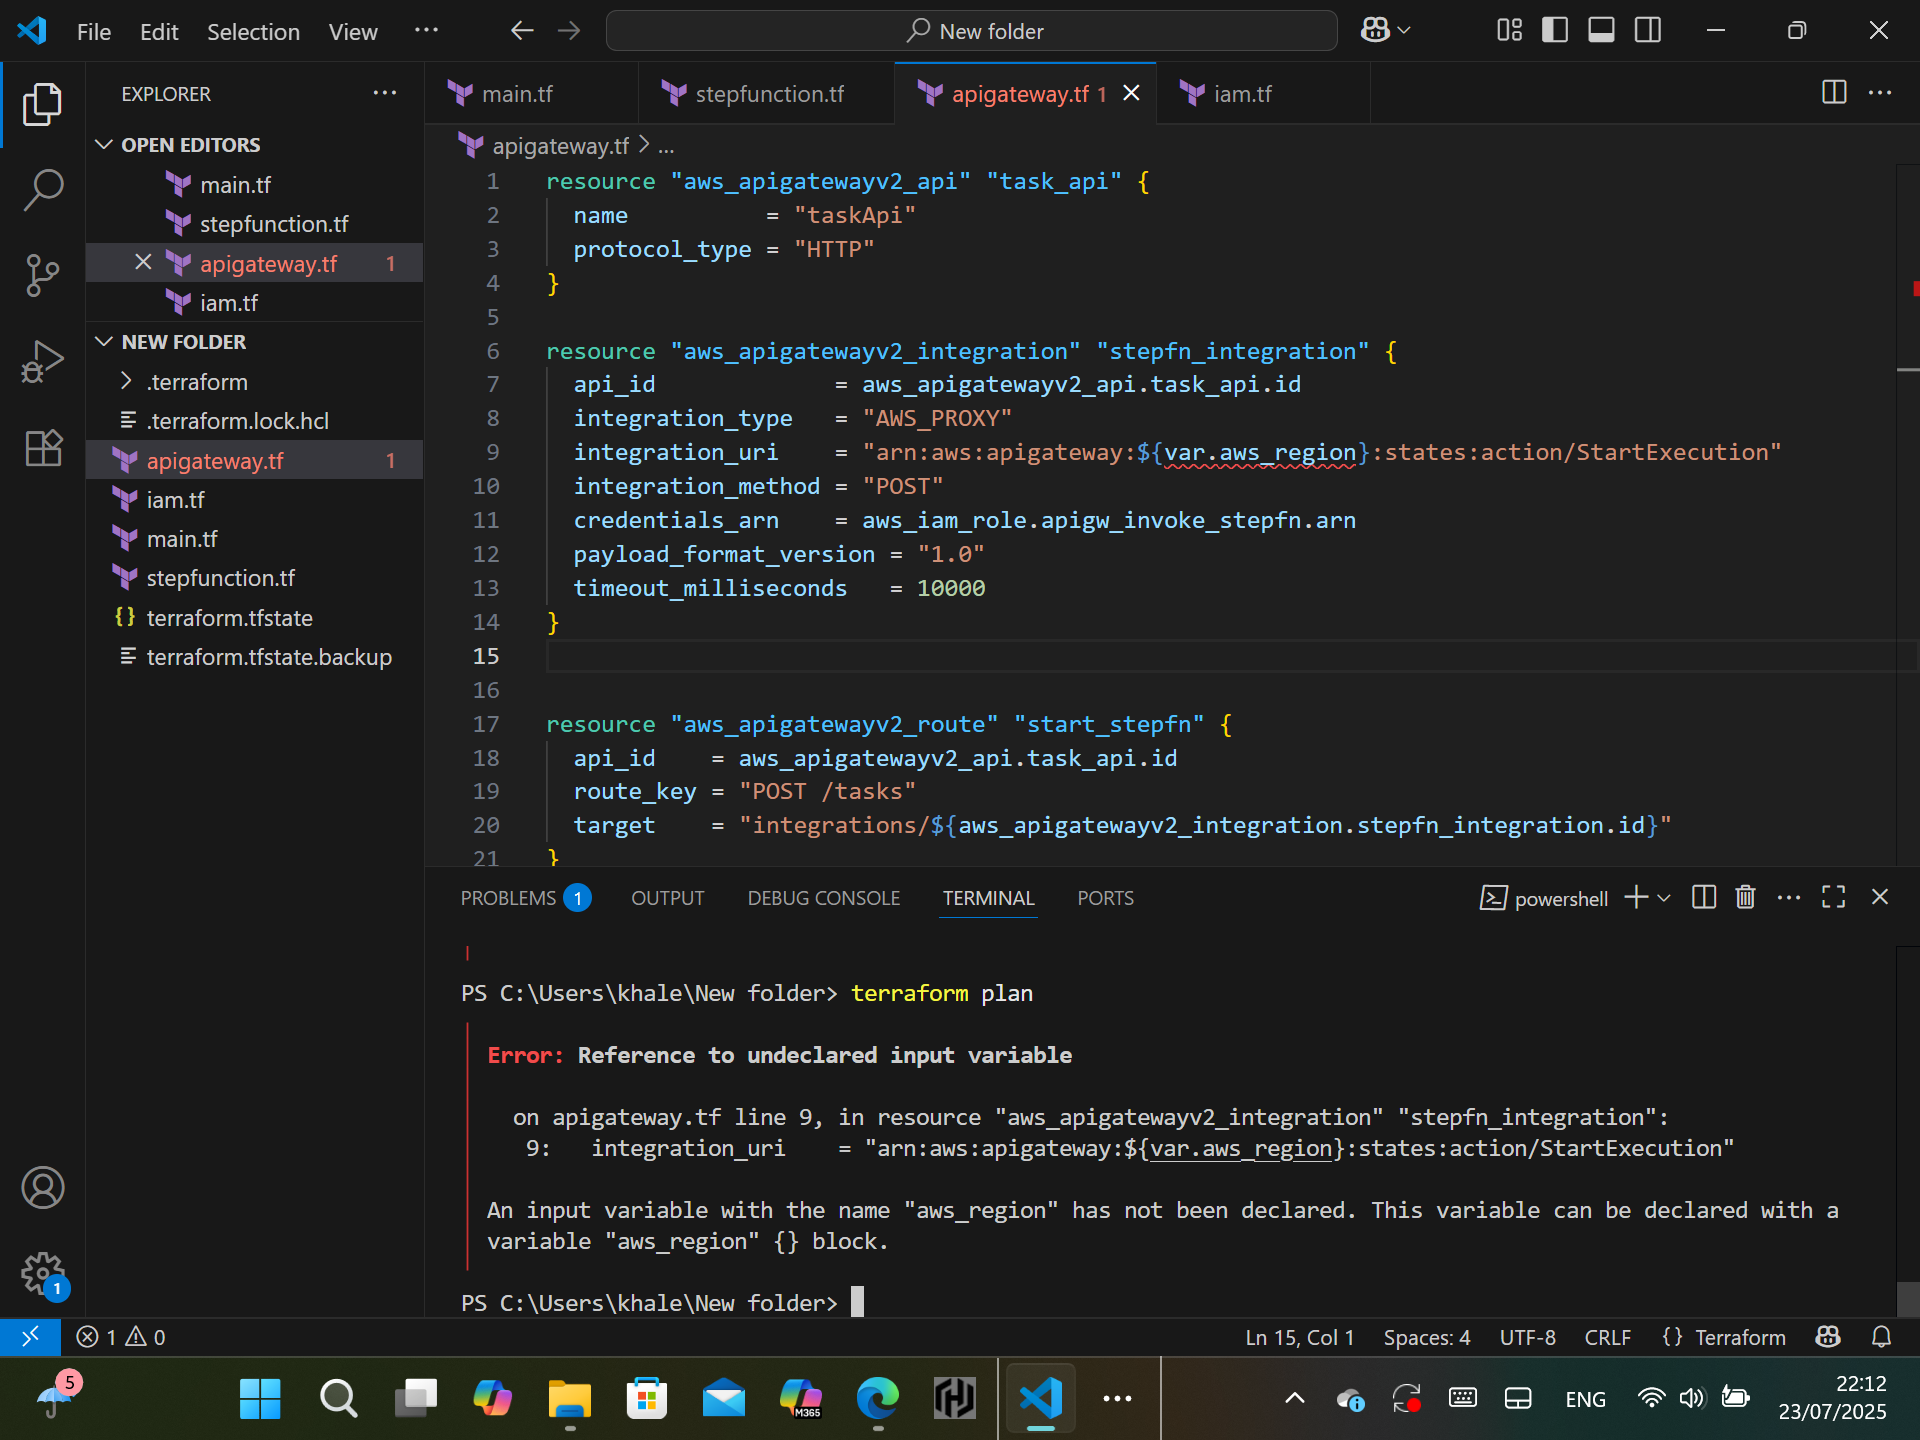 File Edit Selection View ··· New folder
EXPLORER
OPEN EDITORS
main.tf
stepfunction.tf
apigateway.tf 1
iam.tf
NEW FOLDER
.terraform
.terraform.lock.hcl
apigateway.tf 1
iam.tf
main.tf
stepfunction.tf
{} terraform.tfstate
terraform.tfstate.backup
1
main.tf stepfunction.tf apigateway.tf 1 iam.tf
apigateway.tf > ...
1 resource "aws_apigatewayv2_api" "task_api" {
2 name = "taskApi"
3 protocol_type = "HTTP"
4 }
5
6 resource "aws_apigatewayv2_integration" "stepfn_integration" {
7 api_id = aws_apigatewayv2_api.task_api.id
8 integration_type = "AWS_PROXY"
9 integration_uri = "arn:aws:apigateway:${var.aws_region}:states:action/StartExecution"
10 integration_method = "POST"
11 credentials_arn = aws_iam_role.apigw_invoke_stepfn.arn
12 payload_format_version = "1.0"
13 timeout_milliseconds = 10000
14 }
15
16
17 resource "aws_apigatewayv2_route" "start_stepfn" {
18 api_id = aws_apigatewayv2_api.task_api.id
19 route_key = "POST /tasks"
20 target = "integrations/${aws_apigatewayv2_integration.stepfn_integration.id}"
21 }
PROBLEMS 1 OUTPUT DEBUG CONSOLE TERMINAL PORTS powershell
PS C:\Users\khale\New folder> terraform plan
Error: Reference to undeclared input variable
on apigateway.tf line 9, in resource "aws_apigatewayv2_integration" "stepfn_integration":
9: integration_uri = "arn:aws:apigateway:${var.aws_region}:states:action/StartExecution"
An input variable with the name "aws_region" has not been declared. This variable can be declared with a
variable "aws_region" {} block.
PS C:\Users\khale\New folder>
1 0 Ln 15, Col 1 Spaces: 4 UTF-8 CRLF {} Terraform
5 M365 ENG 22:12
23/07/2025